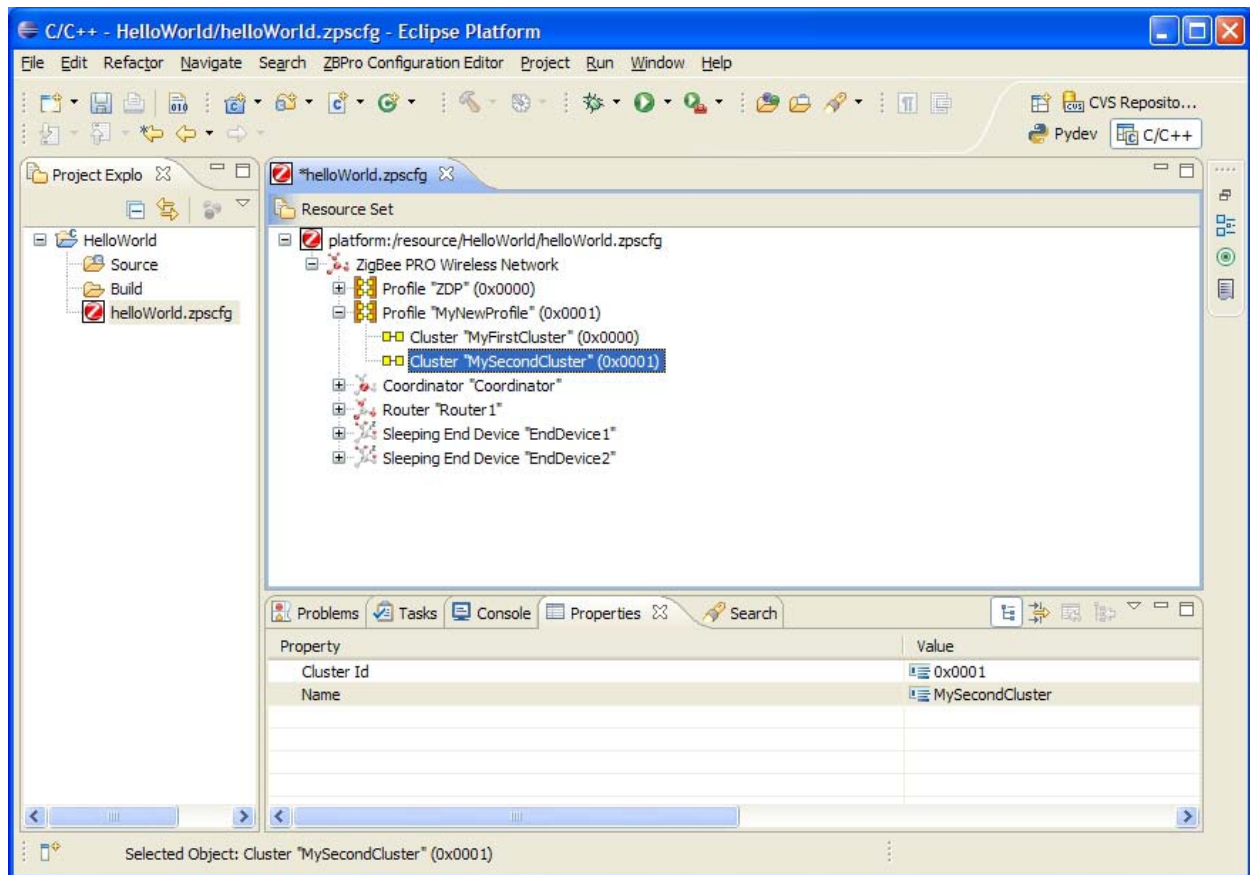 C/C++ - HelloWorld/helloWorld.zpscfg - Eclipse Platform
File Edit Refactor Navigate Search ZBPro Configuration Editor Project Run Window Help
CVS Reposito...
Pydev C/C++
Project Explo
*helloWorld.zpscfg
Resource Set
HelloWorld
Source
Build
helloWorld.zpscfg
platform:/resource/HelloWorld/helloWorld.zpscfg
ZigBee PRO Wireless Network
Profile "ZDP" (0x0000)
Profile "MyNewProfile" (0x0001)
Cluster "MyFirstCluster" (0x0000)
Cluster "MySecondCluster" (0x0001)
Coordinator "Coordinator"
Router "Router1"
Sleeping End Device "EndDevice1"
Sleeping End Device "EndDevice2"
Problems Tasks Console Properties Search
Property Value
Cluster Id 0x0001
Name MySecondCluster
Selected Object: Cluster "MySecondCluster" (0x0001)